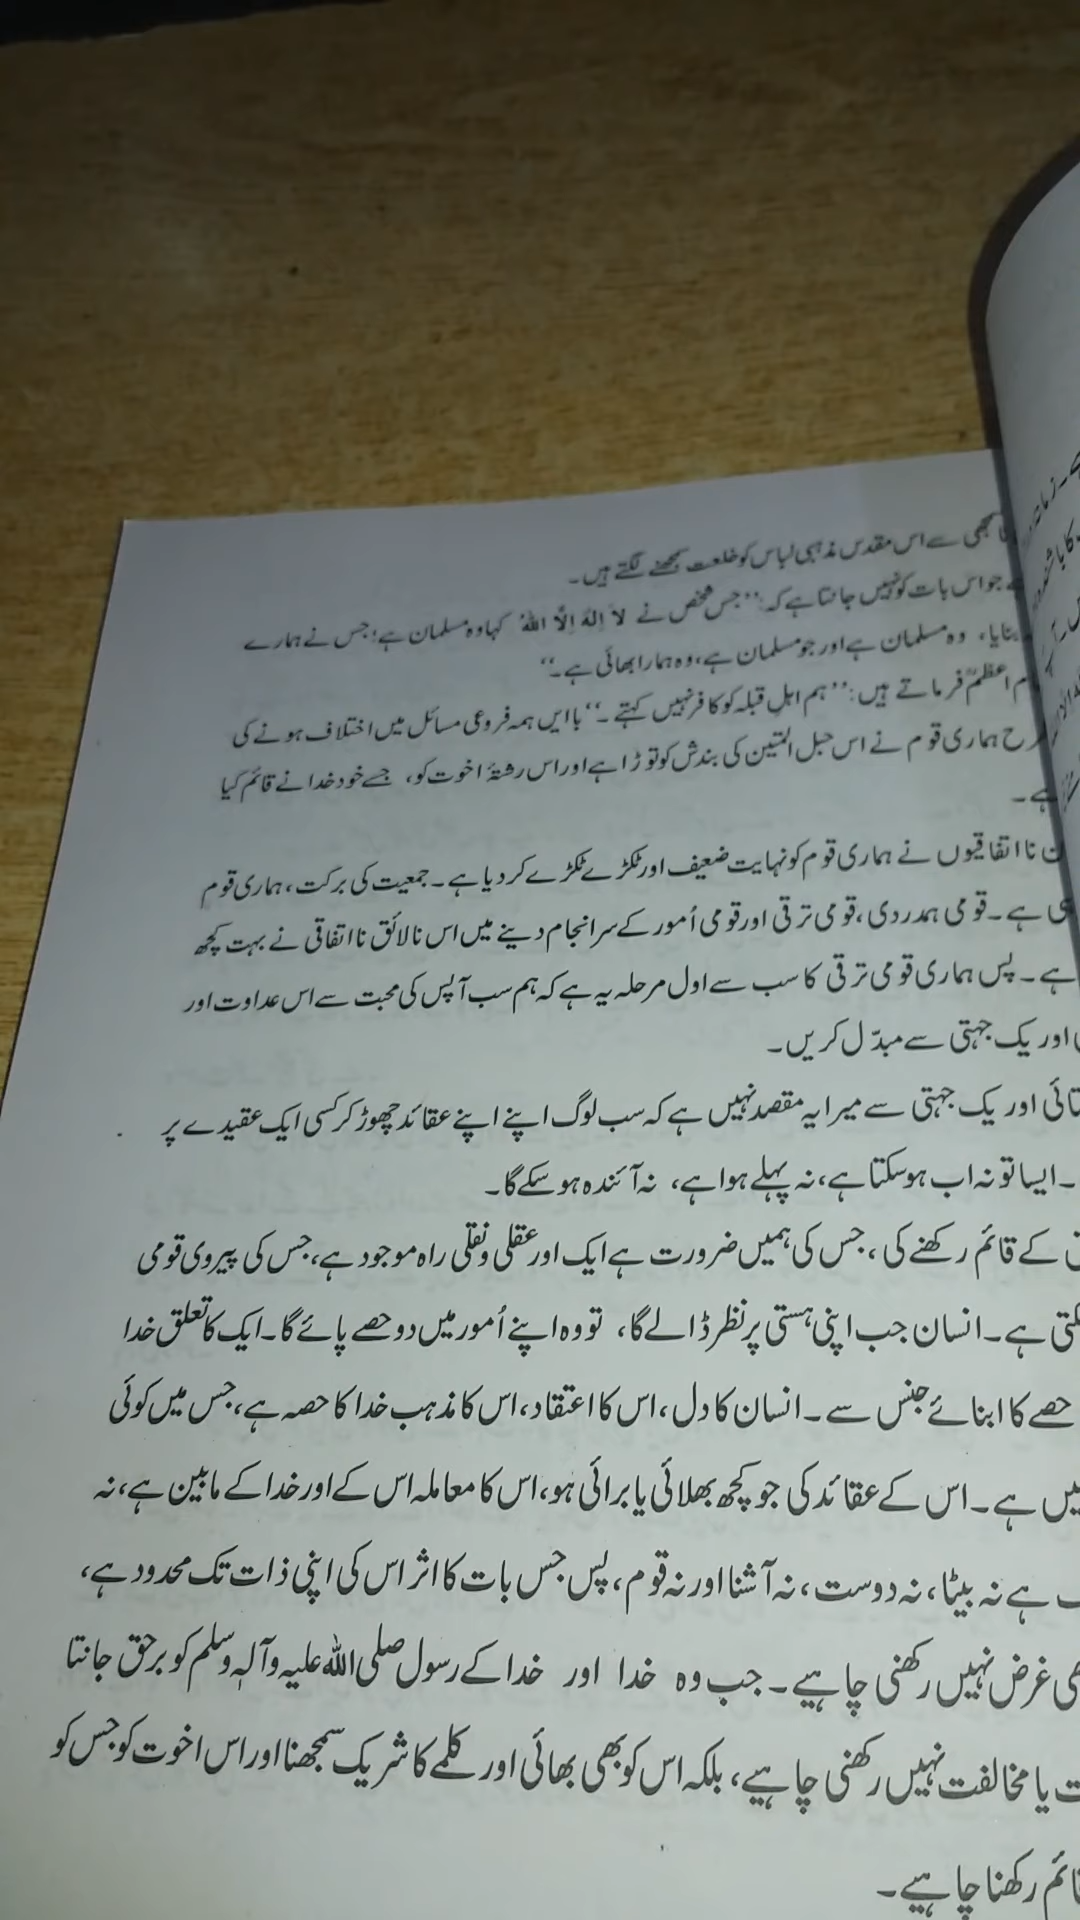 سے اس مقدس مذہبی لباس کو خلعت سمجھنے لگتے ہیں۔
جو اس بات کو نہیں جانتا ہے کہ: ’’جس شخص نے لَا اِلٰہَ اِلَّا اللہُ کہا وہ مسلمان ہے؛ جس نے ہمارے
وہ مسلمان ہے اور جو مسلمان ہے، وہ ہمارا بھائی ہے۔‘‘
اعظمؒ فرماتے ہیں: ’’ہم اہلِ قبلہ کو کافر نہیں کہتے۔‘‘ باایں ہمہ فروعی مسائل میں اختلاف ہونے کی
ہماری قوم نے اس حبل المتین کی بندش کو توڑا ہے اور اس رشتۂ اخوت کو، جسے خود خدا نے قائم کیا
ہے۔
نااتفاقیوں نے ہماری قوم کو نہایت ضعیف اور ٹکڑے ٹکڑے کر دیا ہے۔ جمعیت کی برکت، ہماری قوم
ہے۔ قومی ہمدردی، قومی ترقی اور قومی اُمور کے سرانجام دینے میں اس نالائق نااتفاقی نے بہت کچھ
ہے۔ پس ہماری قومی ترقی کا سب سے اول مرحلہ یہ ہے کہ ہم سب آپس کی محبت سے اس عداوت اور
اور یک جہتی سے مبدّل کریں۔
اور یک جہتی سے میرا یہ مقصد نہیں ہے کہ سب لوگ اپنے اپنے عقائد چھوڑ کر کسی ایک عقیدے پر
۔ ایسا تو نہ اب ہو سکتا ہے، نہ پہلے ہوا ہے، نہ آئندہ ہو سکے گا۔
کے قائم رکھنے کی، جس کی ہمیں ضرورت ہے ایک اور عقلی و نقلی راہ موجود ہے، جس کی پیروی قومی
ہے۔ انسان جب اپنی ہستی پر نظر ڈالے گا، تو وہ اپنے اُمور میں دو حصے پائے گا۔ ایک کا تعلق خدا
حصے کا ابنائے جنس سے۔ انسان کا دل، اس کا اعتقاد، اس کا مذہب خدا کا حصہ ہے، جس میں کوئی
ہے۔ اس کے عقائد کی جو کچھ بھلائی یا برائی ہو، اس کا معاملہ اس کے اور خدا کے مابین ہے، نہ
ہے نہ بیٹا، نہ دوست، نہ آشنا اور نہ قوم، پس جس بات کا اثر اس کی اپنی ذات تک محدود ہے،
غرض نہیں رکھنی چاہیے۔ جب وہ خدا اور خدا کے رسول صلی اللہ علیہ وآلہٖ وسلم کو برحق جانتا
یا مخالفت نہیں رکھنی چاہیے، بلکہ اس کو بھی بھائی اور کلمے کا شریک سمجھنا اور اس اخوت کو جس کو
رکھنا چاہیے۔